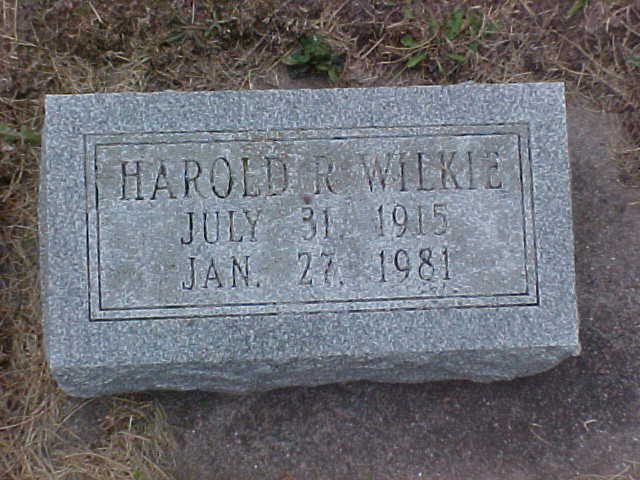 HAROLD R. WILKIE
JULY 31, 1915
JAN. 27, 1981